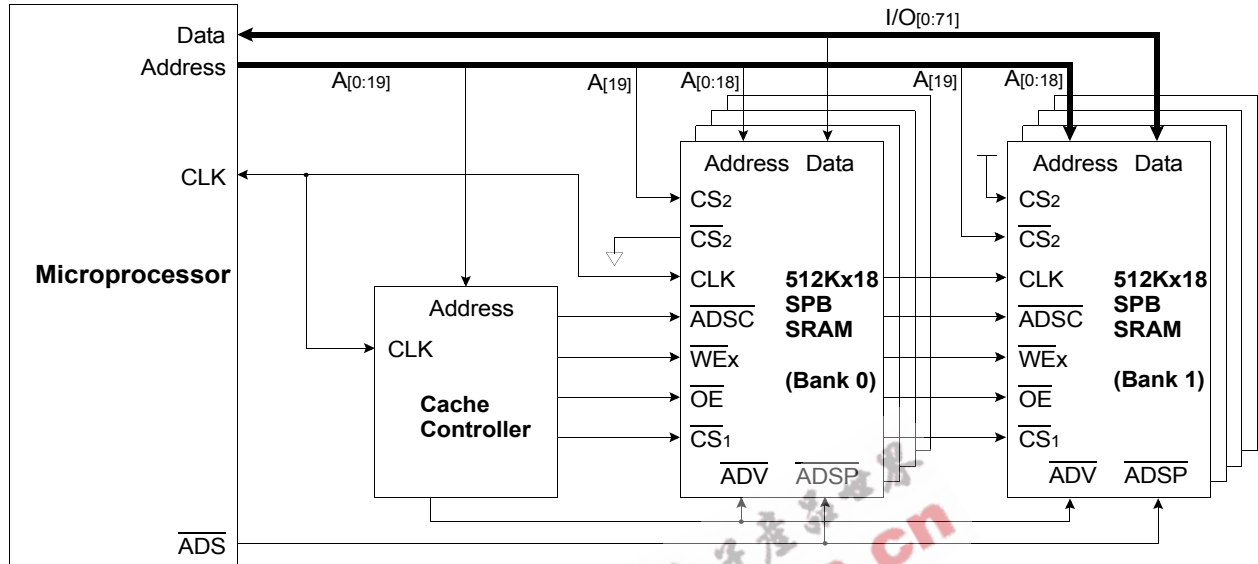 I/O[0:71]
Data
Address
A[0:19]
A[19]
A[0:18]
A[19]
A[0:18]
Address Data
Address Data
CLK
CS2
CS2
CS2
CS2
Microprocessor
CLK
512Kx18
SPB
SRAM
(Bank 0)
CLK
512Kx18
SPB
SRAM
(Bank 1)
Address
ADSC
ADSC
CLK
WEx
WEx
Cache
Controller
OE
OE
CS1
CS1
ADV
ADSP
ADV
ADSP
ADS
.cn